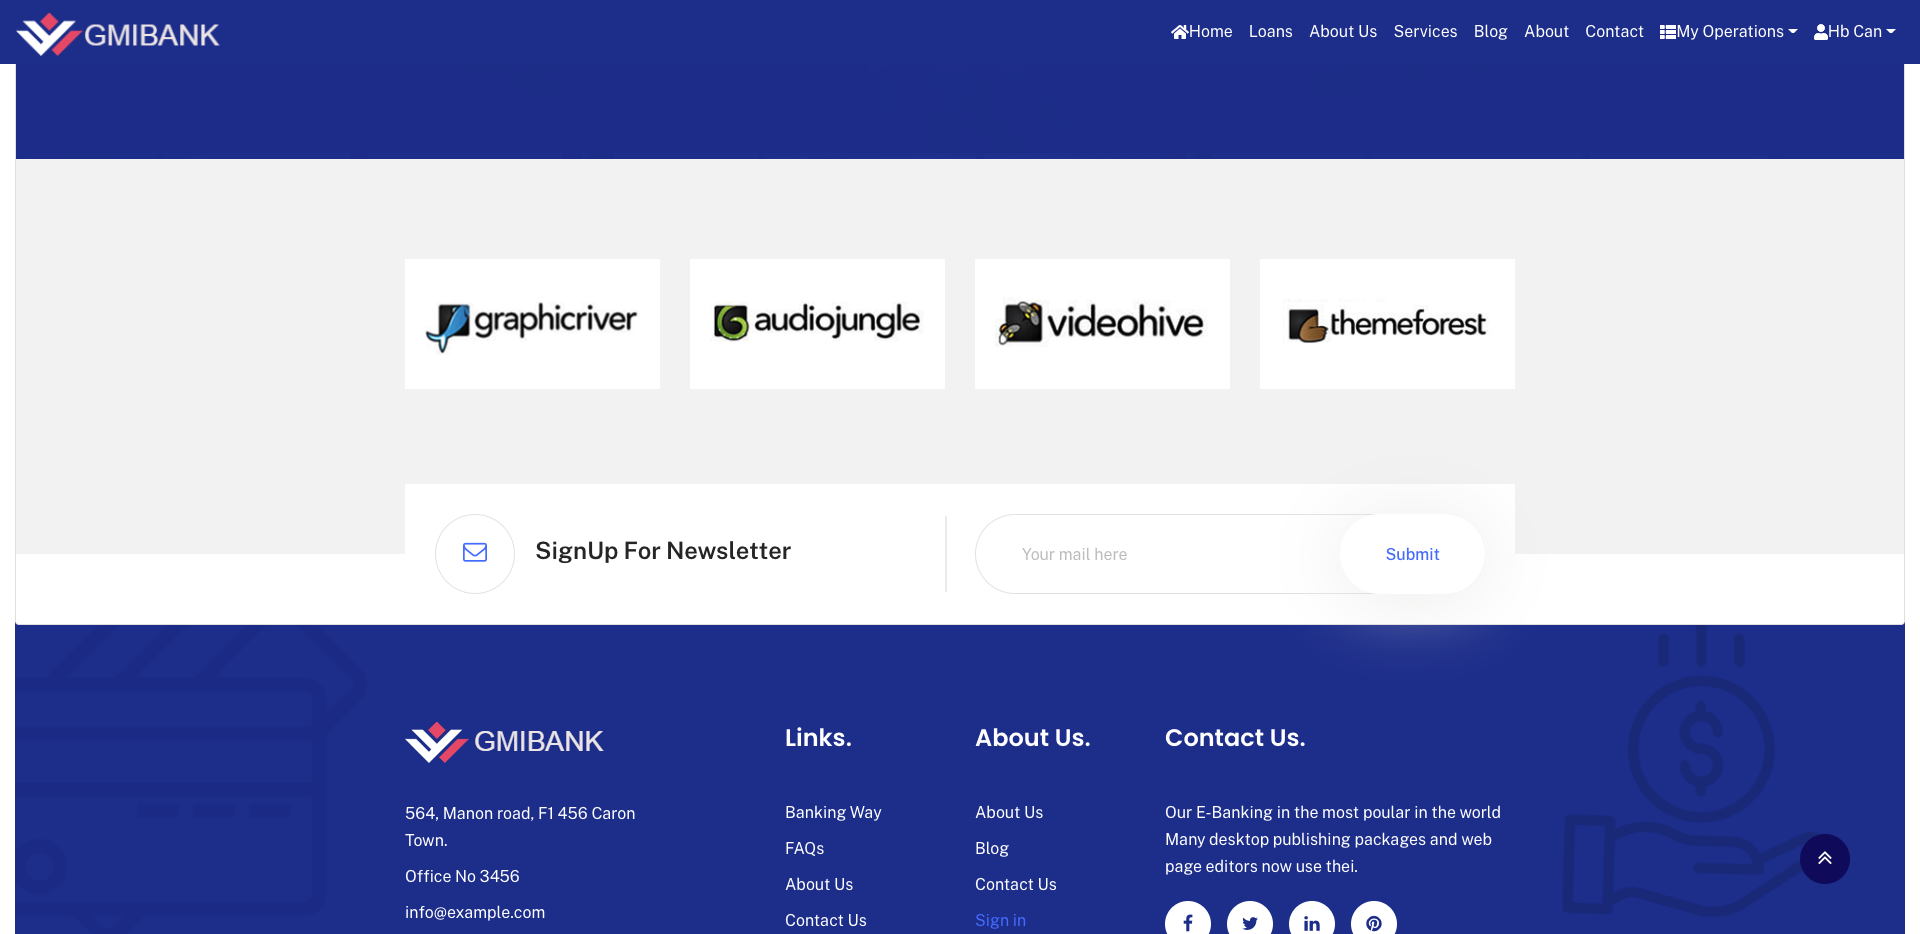 GMIBANK
Home Loans About Us Services Blog About Contact My Operations Hb Can
graphicriver
audiojungle
videohive
themeforest
SignUp For Newsletter
Your mail here
Submit
GMIBANK
564, Manon road, F1 456 Caron
Town.
Office No 3456
info@example.com
Links.
Banking Way
FAQs
About Us
Contact Us
About Us.
About Us
Blog
Contact Us
Sign in
Contact Us.
Our E-Banking in the most poular in the world
Many desktop publishing packages and web
page editors now use thei.